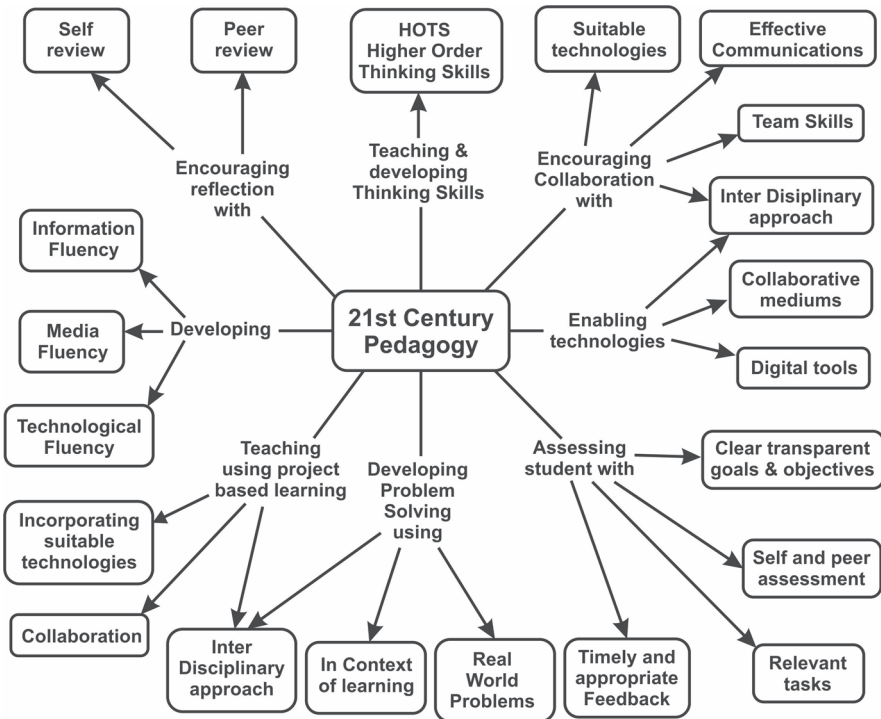 Self
review
Peer
review
HOTS
Higher Order
Thinking Skills
Suitable
technologies
Effective
Communications
Team Skills
Encouraging
reflection
with
Teaching &
developing
Thinking Skills
Encouraging
Collaboration
with
Inter Disiplinary
approach
Information
Fluency
Media
Fluency
Developing
21st Century
Pedagogy
Enabling
technologies
Collaborative
mediums
Digital tools
Technological
Fluency
Teaching
using project
based learning
Developing
Problem
Solving
using
Assessing
student with
Clear transparent
goals & objectives
Incorporating
suitable
technologies
Self and peer
assessment
Collaboration
Inter
Disciplinary
approach
In Context
of learning
Real
World
Problems
Timely and
appropriate
Feedback
Relevant
tasks